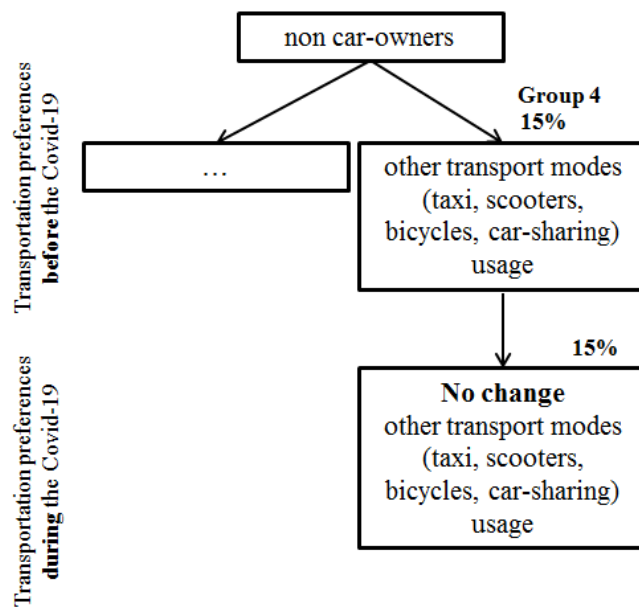 non car-owners
Transportation preferences
before the Covid-19
Group 4
15%
…
other transport modes
(taxi, scooters,
bicycles, car-sharing)
usage
Transportation preferences
during the Covid-19
15%
No change
other transport modes
(taxi, scooters,
bicycles, car-sharing)
usage